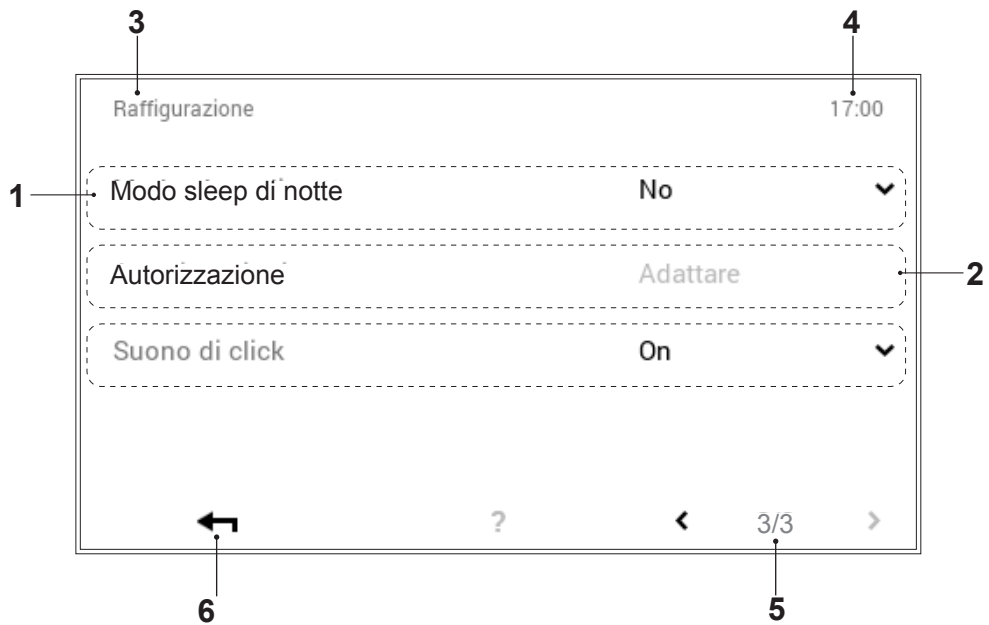 3 4
Raffigurazione 17:00
1 Modo sleep di notte No
Autorizzazione Adattare 2
Suono di click On
? 3/3
6 5